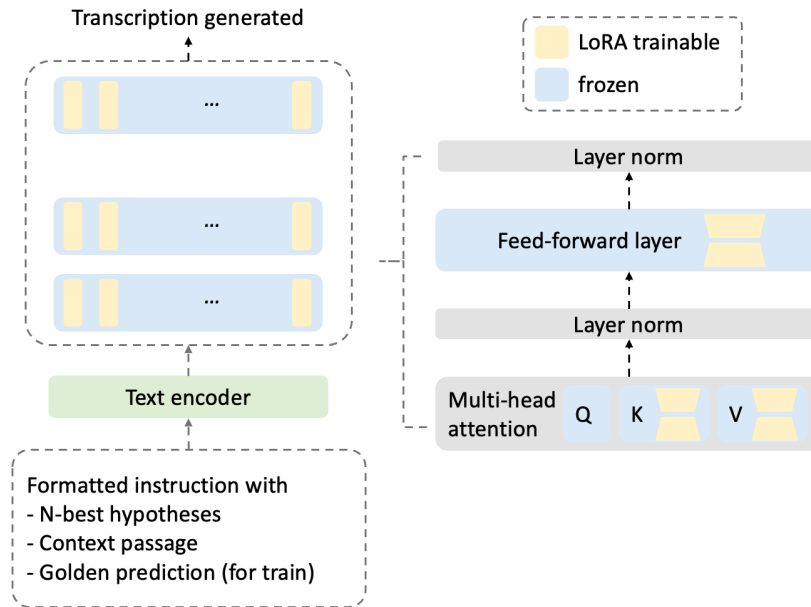 Transcription generated
...
...
...
Text encoder
Formatted instruction with
- N-best hypotheses
- Context passage
- Golden prediction (for train)
LoRA trainable
frozen
Layer norm
Feed-forward layer
Layer norm
Multi-head
attention
Q
K
V